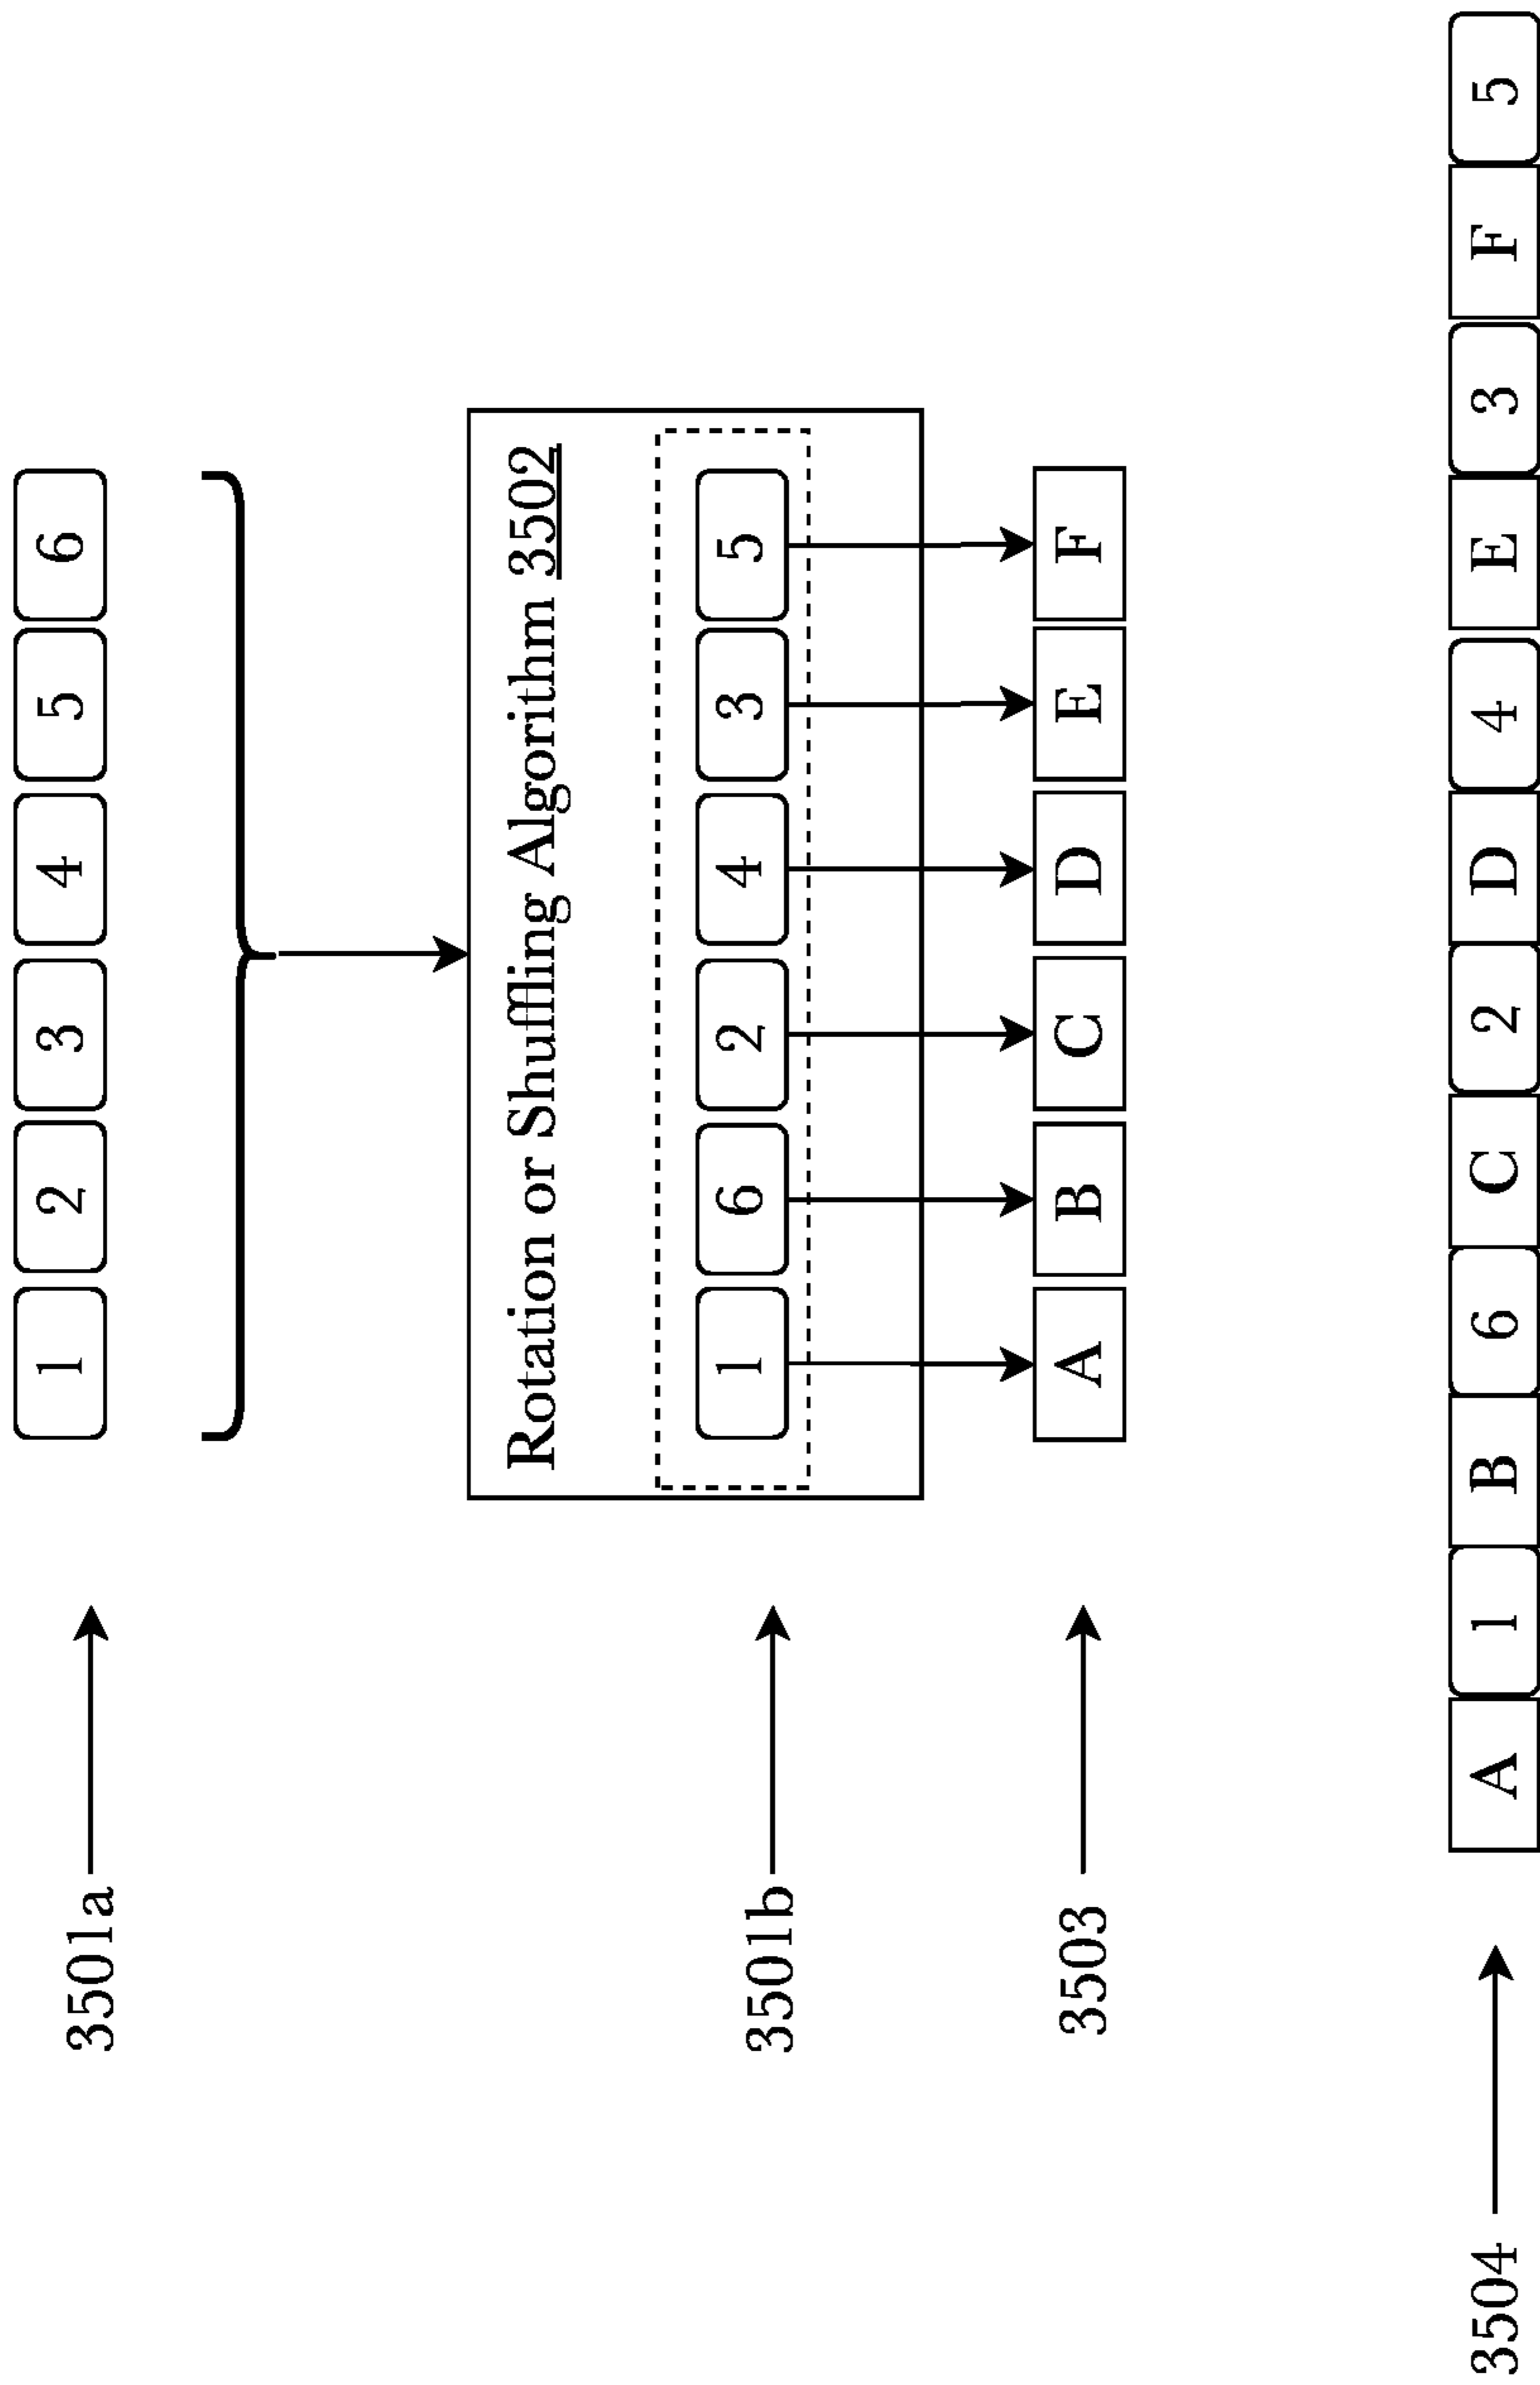 3501a 1 2 3 4 5 6
Rotation or Shuffling Algorithm 3502
3501b 1 6 2 4 3 5
3503 A B C D E F
3504 A 1 B 6 C 2 D 4 E 3 F 5